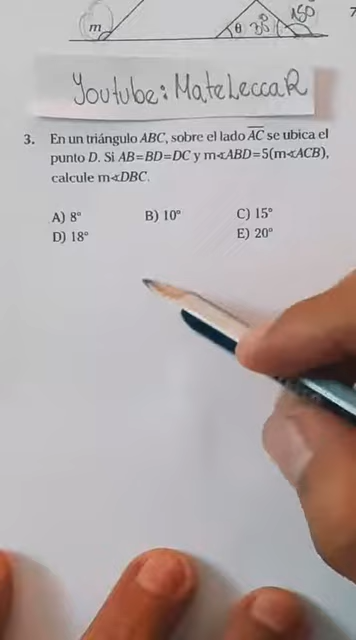 m
θ
150
Youtube: MateLeccaR
3. En un triángulo ABC, sobre el lado AC se ubica el
punto D. Si AB=BD=DC y m∢ABD=5(m∢ACB),
calcule m∢DBC.
A) 8° B) 10° C) 15°
D) 18° E) 20°